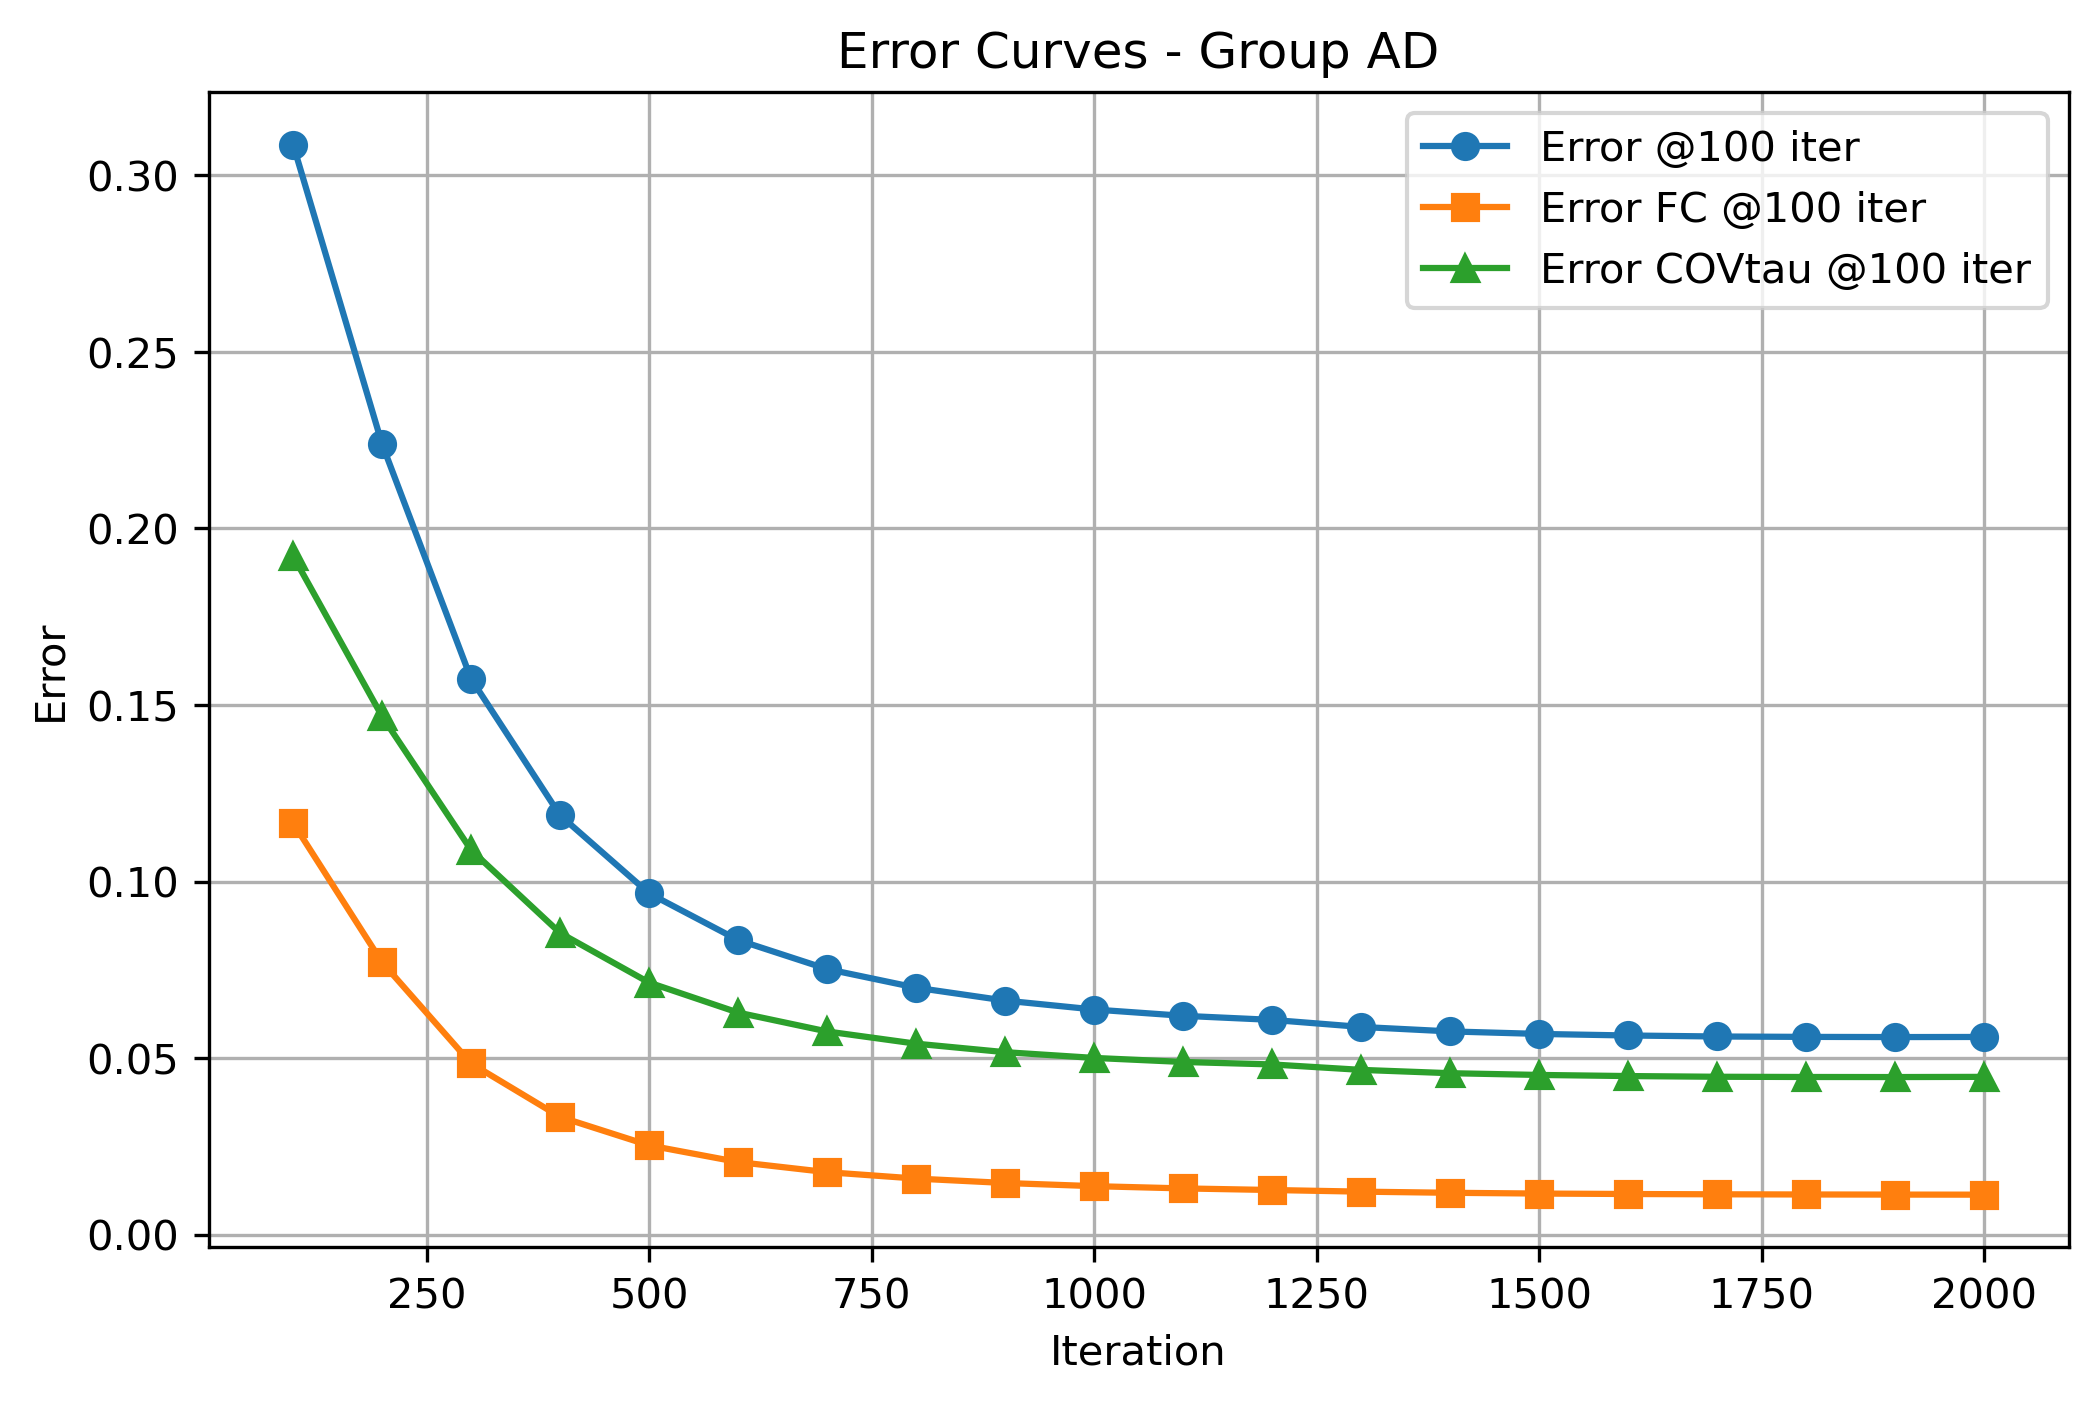 Error Curves - Group AD
Error @100 iter
Error FC @100 iter
Error COVtau @100 iter
0.30
0.25
0.20
0.15
0.10
0.05
0.00
Error
250 500 750 1000 1250 1500 1750 2000
Iteration